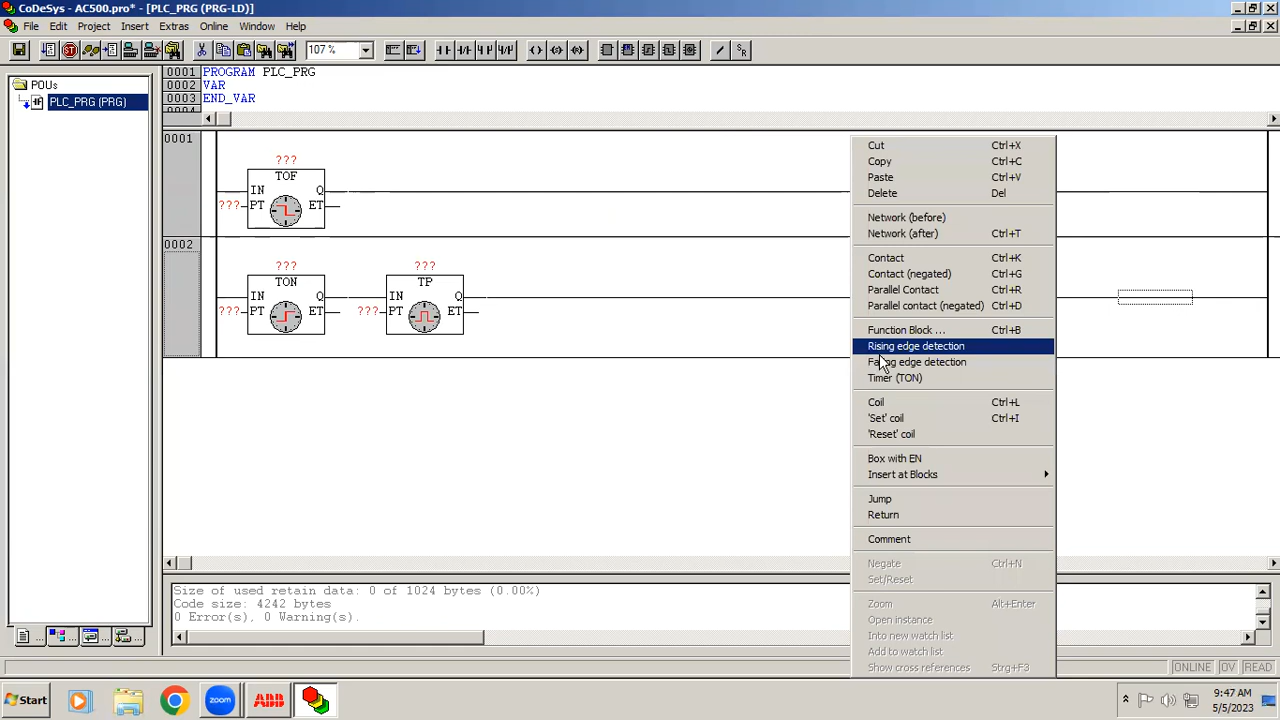 CoDeSys - AC500.pro* - [PLC_PRG (PRG-LD)]
File Edit Project Insert Extras Online Window Help
107 %
POUs
PLC_PRG (PRG)
0001 PROGRAM PLC_PRG
0002 VAR
0003 END_VAR
0004
0001
???
TOF
IN Q
??? PT ET
0002
??? ???
TON TP
IN Q IN Q
??? PT ET ??? PT ET
Cut Ctrl+X
Copy Ctrl+C
Paste Ctrl+V
Delete Del
Network (before)
Network (after) Ctrl+T
Contact Ctrl+K
Contact (negated) Ctrl+G
Parallel Contact Ctrl+R
Parallel contact (negated) Ctrl+D
Function Block ... Ctrl+B
Rising edge detection
Falling edge detection
Timer (TON)
Coil Ctrl+L
'Set' coil Ctrl+I
'Reset' coil
Box with EN
Insert at Blocks
Jump
Return
Comment
Negate Ctrl+N
Set/Reset
Zoom Alt+Enter
Open instance
Into new watch list
Add to watch list
Show cross references Strg+F3
Size of used retain data: 0 of 1024 bytes (0.00%)
Code size: 4242 bytes
0 Error(s), 0 Warning(s).
ONLINE OV READ
Start
zoom
ABB
9:47 AM
5/5/2023